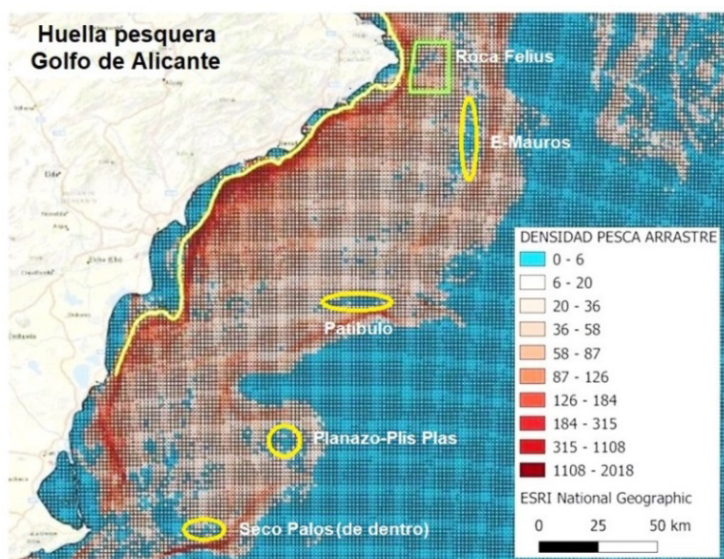 Huella pesquera
Golfo de Alicante
Roca Felius
E-Mauros
Patibulo
Planazo-Plis Plas
Seco Palos (de dentro)
DENSIDAD PESCA ARRASTRE
0 - 6
6 - 20
20 - 36
36 - 58
58 - 87
87 - 126
126 - 184
184 - 315
315 - 1108
1108 - 2018
ESRI National Geographic
0 25 50 km